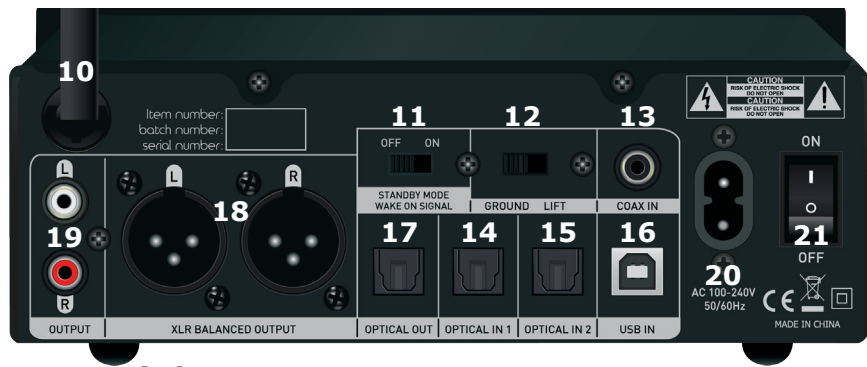 10
Item number:
batch number:
serial number:
11
OFF ON
STANDBY MODE
WAKE ON SIGNAL
12
GROUND LIFT
13
COAX IN
CAUTION
RISK OF ELECTRIC SHOCK
DO NOT OPEN
CAUTION
RISK OF ELECTRIC SHOCK
DO NOT OPEN
ON
21
OFF
L
19
R
OUTPUT
L
18
R
XLR BALANCED OUTPUT
17
OPTICAL OUT
14
OPTICAL IN 1
15
OPTICAL IN 2
16
USB IN
20
AC 100-240V
50/60Hz
CE
MADE IN CHINA